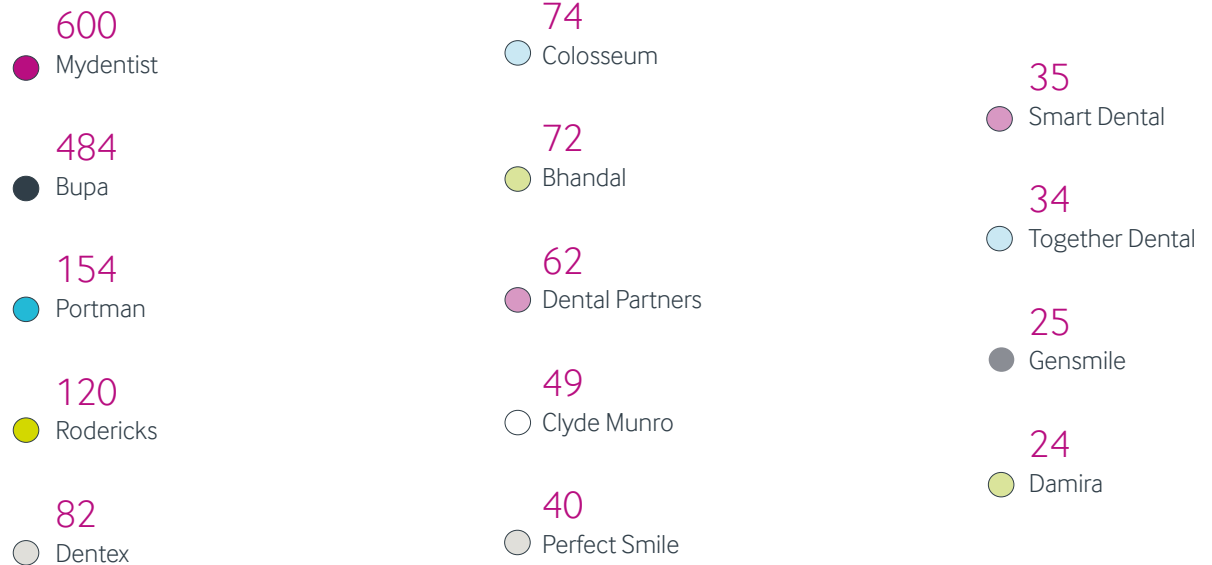 600
Mydentist
484
Bupa
154
Portman
120
Rodericks
82
Dentex
74
Colosseum
72
Bhandal
62
Dental Partners
49
Clyde Munro
40
Perfect Smile
35
Smart Dental
34
Together Dental
25
Gensmile
24
Damira